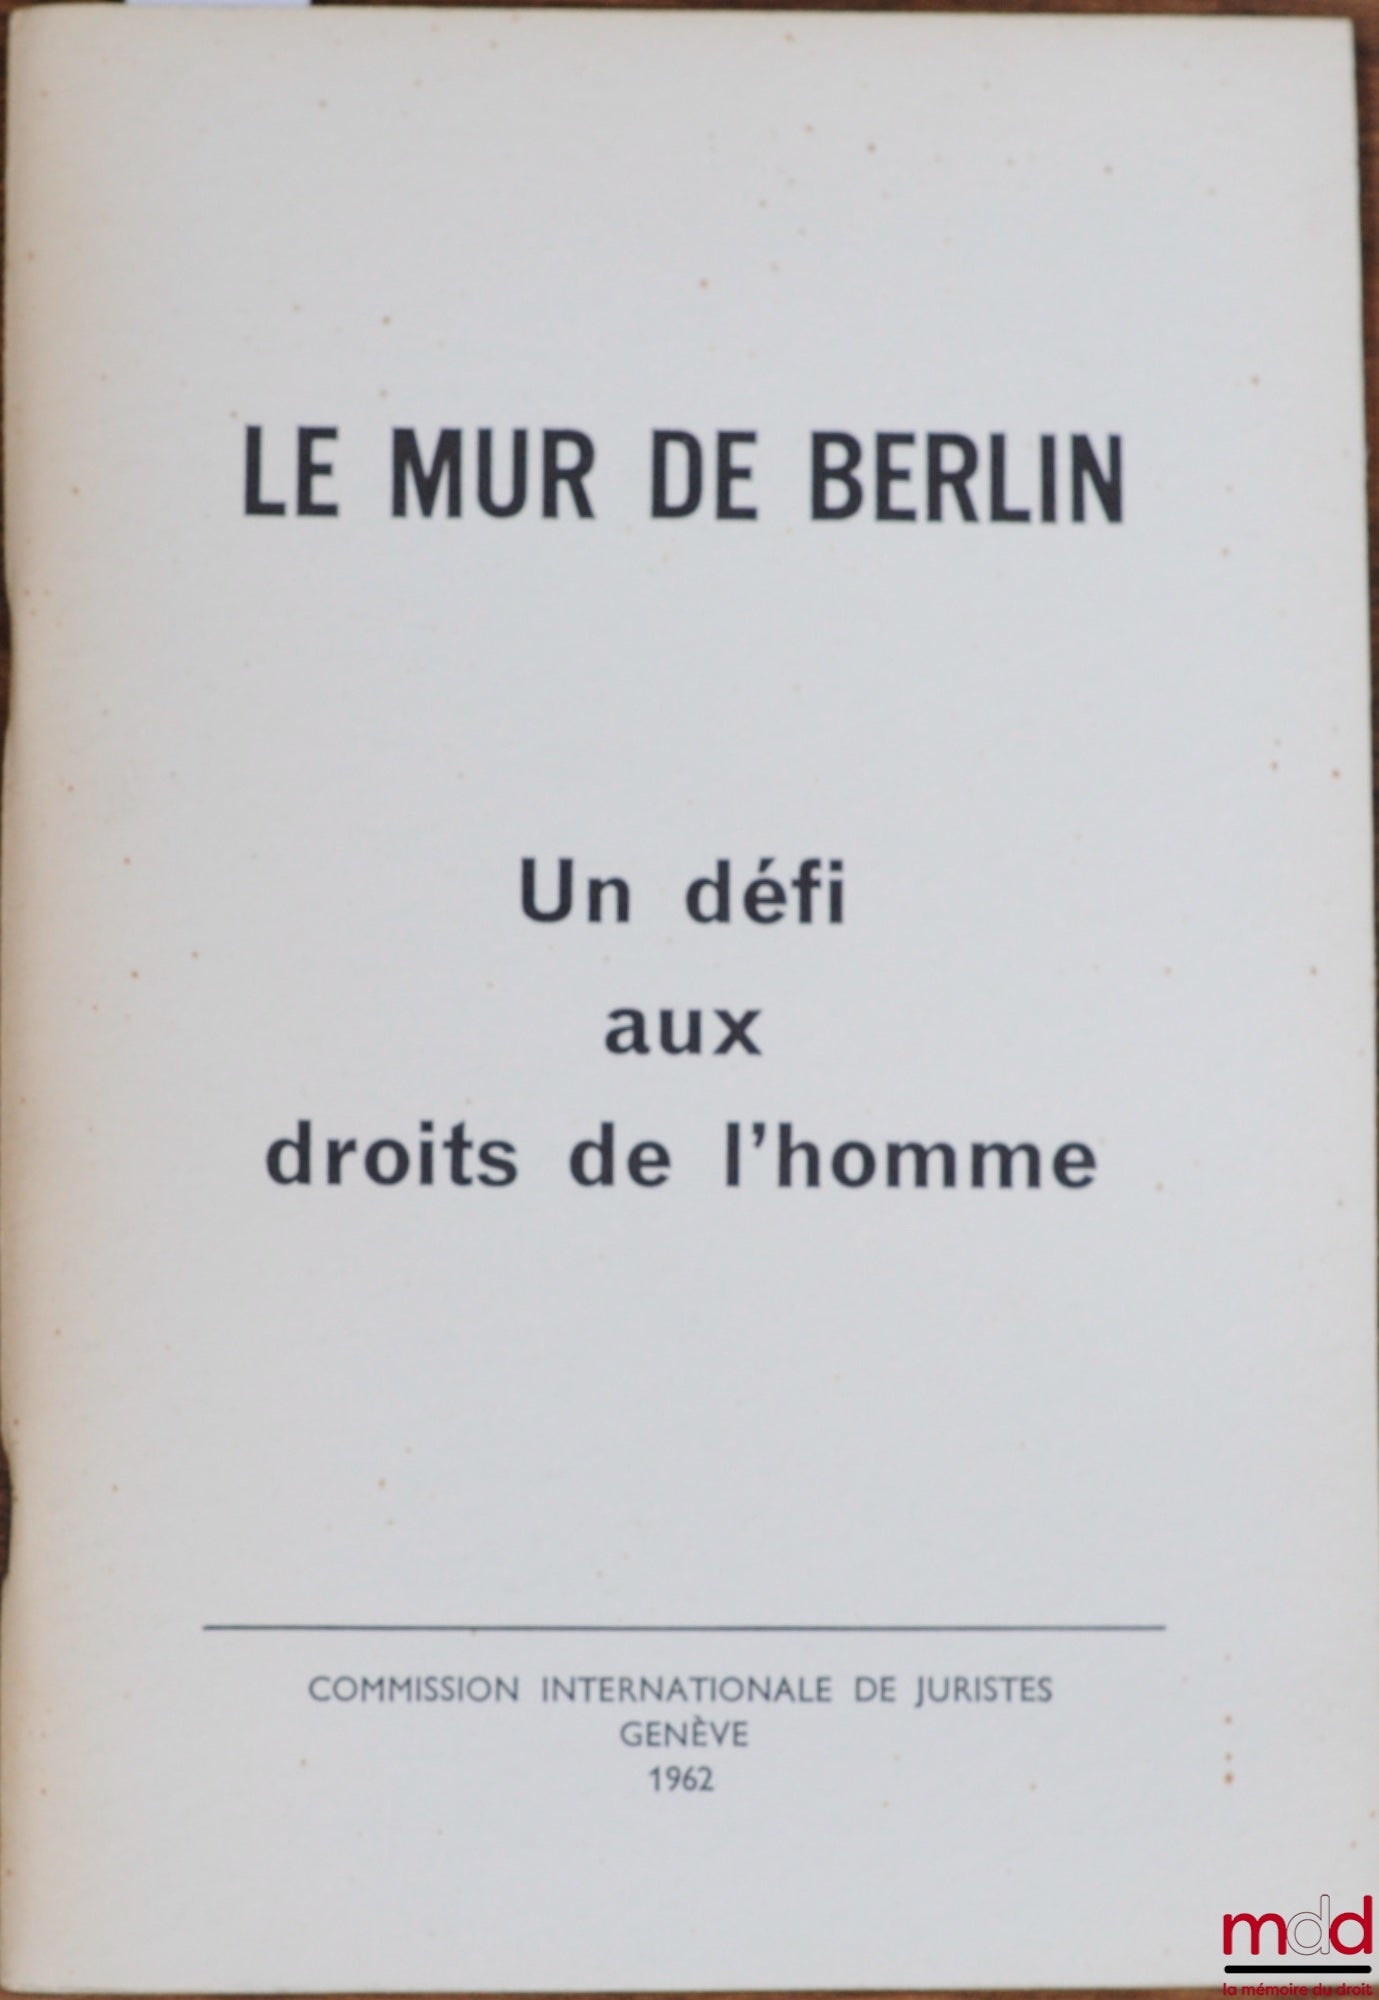 LE MUR DE BERLIN
Un défi
aux
droits de l'homme
COMMISSION INTERNATIONALE DE JURISTES
GENÈVE
1962
mdd
la mémoire du droit